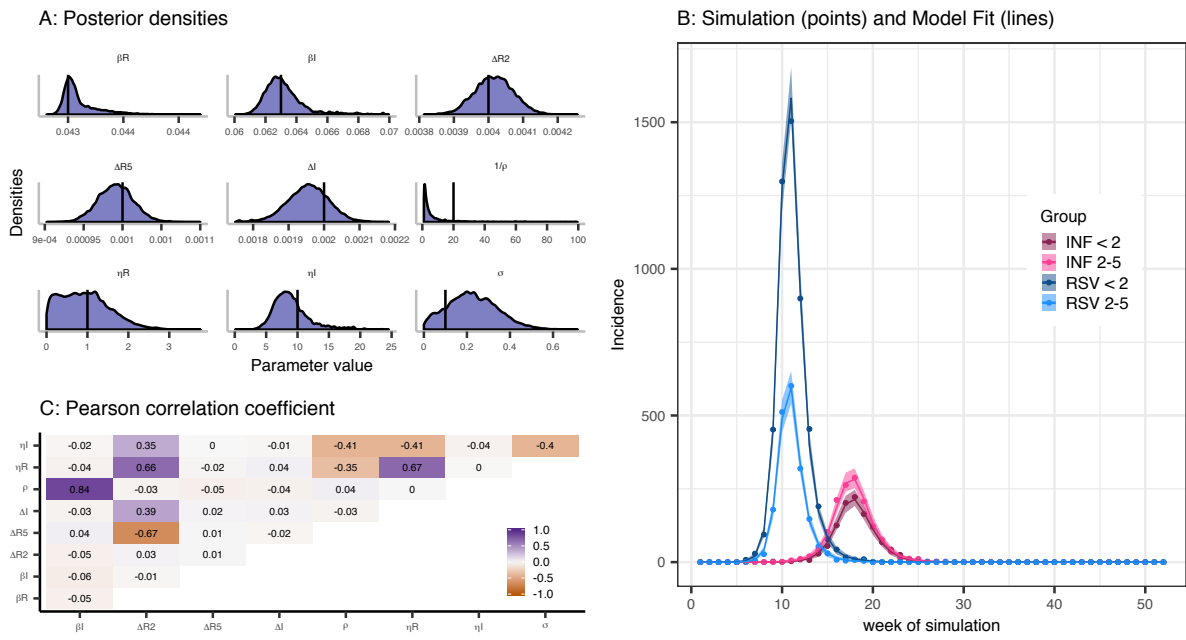 A: Posterior densities
βR
βI
ΔR2
0.043 0.044 0.044
0.06 0.062 0.064 0.066 0.068 0.07
0.0038 0.0039 0.004 0.0041 0.0042
ΔR5
ΔI
1/ρ
9e-04 0.00095 0.001 0.001 0.0011
0.0018 0.0019 0.002 0.0021 0.0022
0 20 40 60 80 100
ηR
ηI
σ
0 1 2 3
0 5 10 15 20 25
0 0.2 0.4 0.6
Densities
Parameter value
C: Pearson correlation coefficient
ηI -0.02 0.35 0 -0.01 -0.41 -0.41 -0.04 -0.4
ηR -0.04 0.66 -0.02 0.04 -0.35 0.67 0
ρ 0.84 -0.03 -0.05 -0.04 0.04 0
ΔI -0.03 0.39 0.02 0.03 -0.03
ΔR5 0.04 -0.67 0.01 -0.02
ΔR2 -0.05 0.03 0.01
βI -0.06 -0.01
βR -0.05
βI ΔR2 ΔR5 ΔI ρ ηR ηI σ
1.0
0.5
0.0
-0.5
-1.0
B: Simulation (points) and Model Fit (lines)
Incidence
1500
1000
500
0
0 10 20 30 40 50
week of simulation
Group
INF < 2
INF 2-5
RSV < 2
RSV 2-5